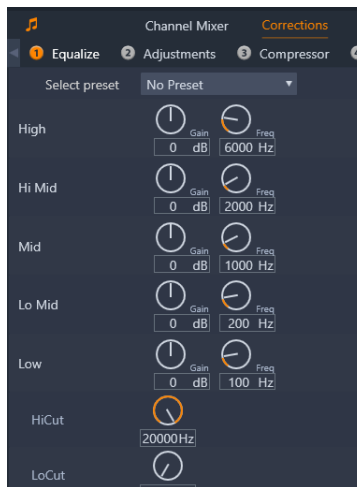 Channel Mixer Corrections
1 Equalize 2 Adjustments 3 Compressor
Select preset No Preset
High Gain Freq
0 dB 6000 Hz
Hi Mid Gain Freq
0 dB 2000 Hz
Mid Gain Freq
0 dB 1000 Hz
Lo Mid Gain Freq
0 dB 200 Hz
Low Gain Freq
0 dB 100 Hz
HiCut
20000Hz
LoCut